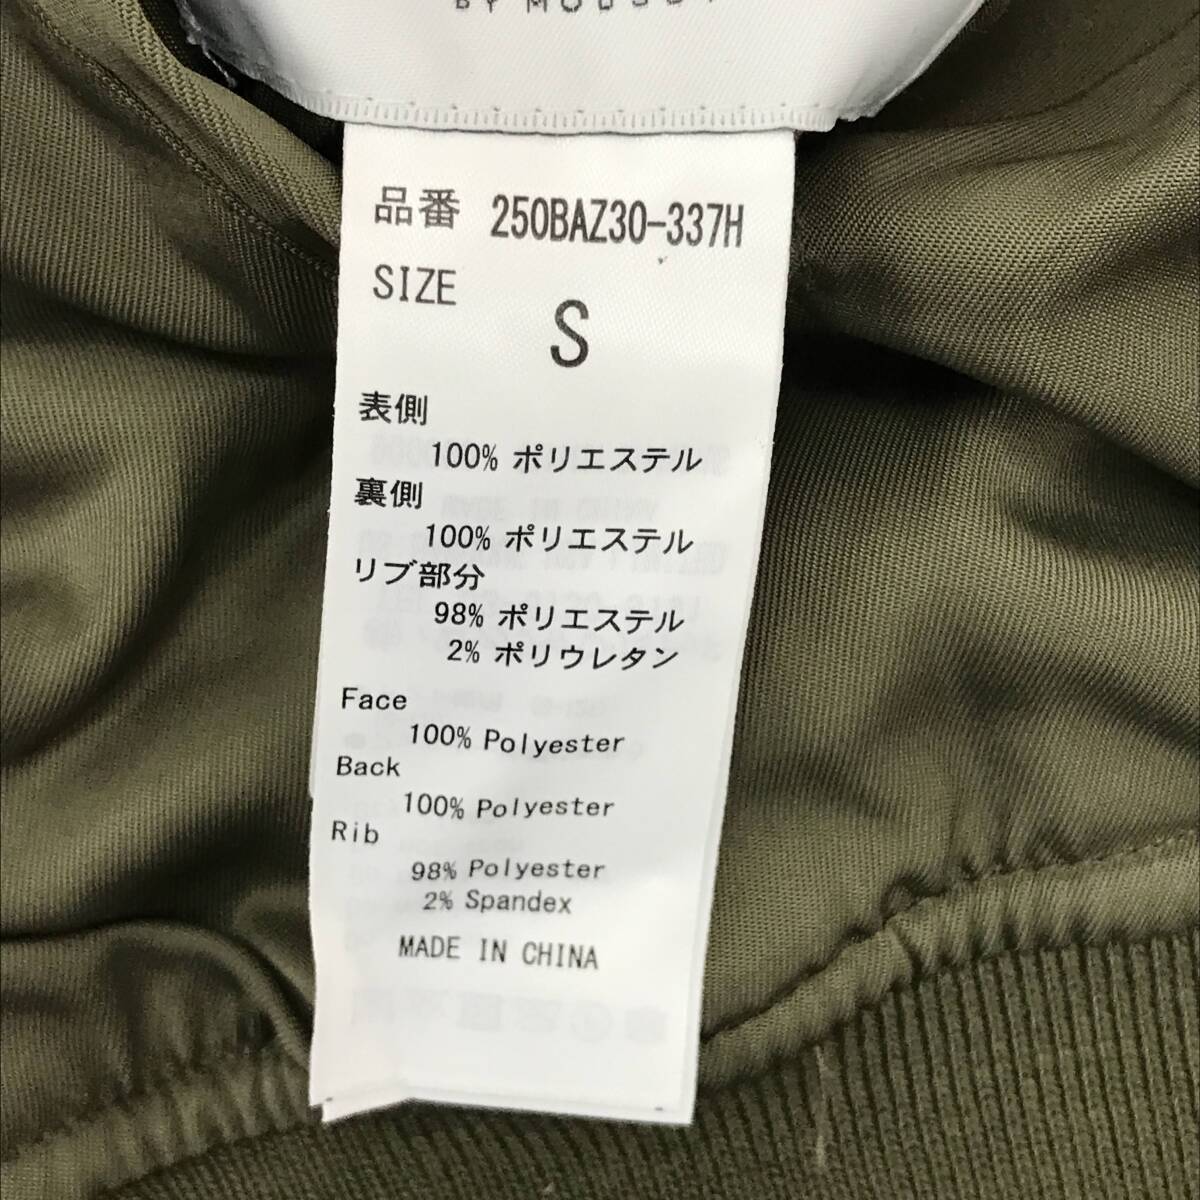 BY MOUSSY
品番 250BAZ30-337H
SIZE
S
表側
100% ポリエステル
裏側
100% ポリエステル
リブ部分
98% ポリエステル
2% ポリウレタン
Face
100% Polyester
Back
100% Polyester
Rib
98% Polyester
2% Spandex
MADE IN CHINA